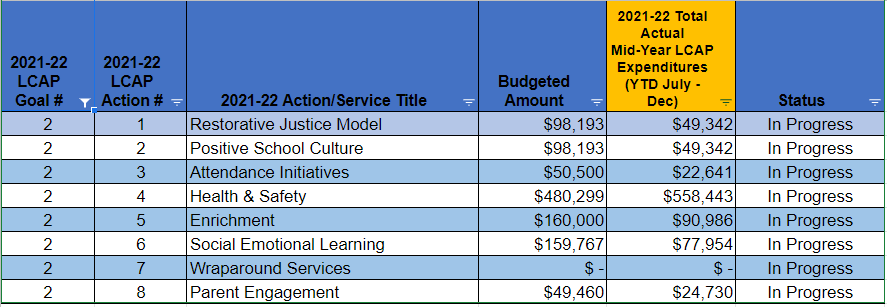 2021-22 LCAP Goal # 2021-22 LCAP Action # 2021-22 Action/Service Title Budgeted Amount 2021-22 Total Actual Mid-Year LCAP Expenditures (YTD July - Dec) Status
2 1 Restorative Justice Model $98,193 $49,342 In Progress
2 2 Positive School Culture $98,193 $49,342 In Progress
2 3 Attendance Initiatives $50,500 $22,641 In Progress
2 4 Health & Safety $480,299 $558,443 In Progress
2 5 Enrichment $160,000 $90,986 In Progress
2 6 Social Emotional Learning $159,767 $77,954 In Progress
2 7 Wraparound Services $ - $ - In Progress
2 8 Parent Engagement $49,460 $24,730 In Progress